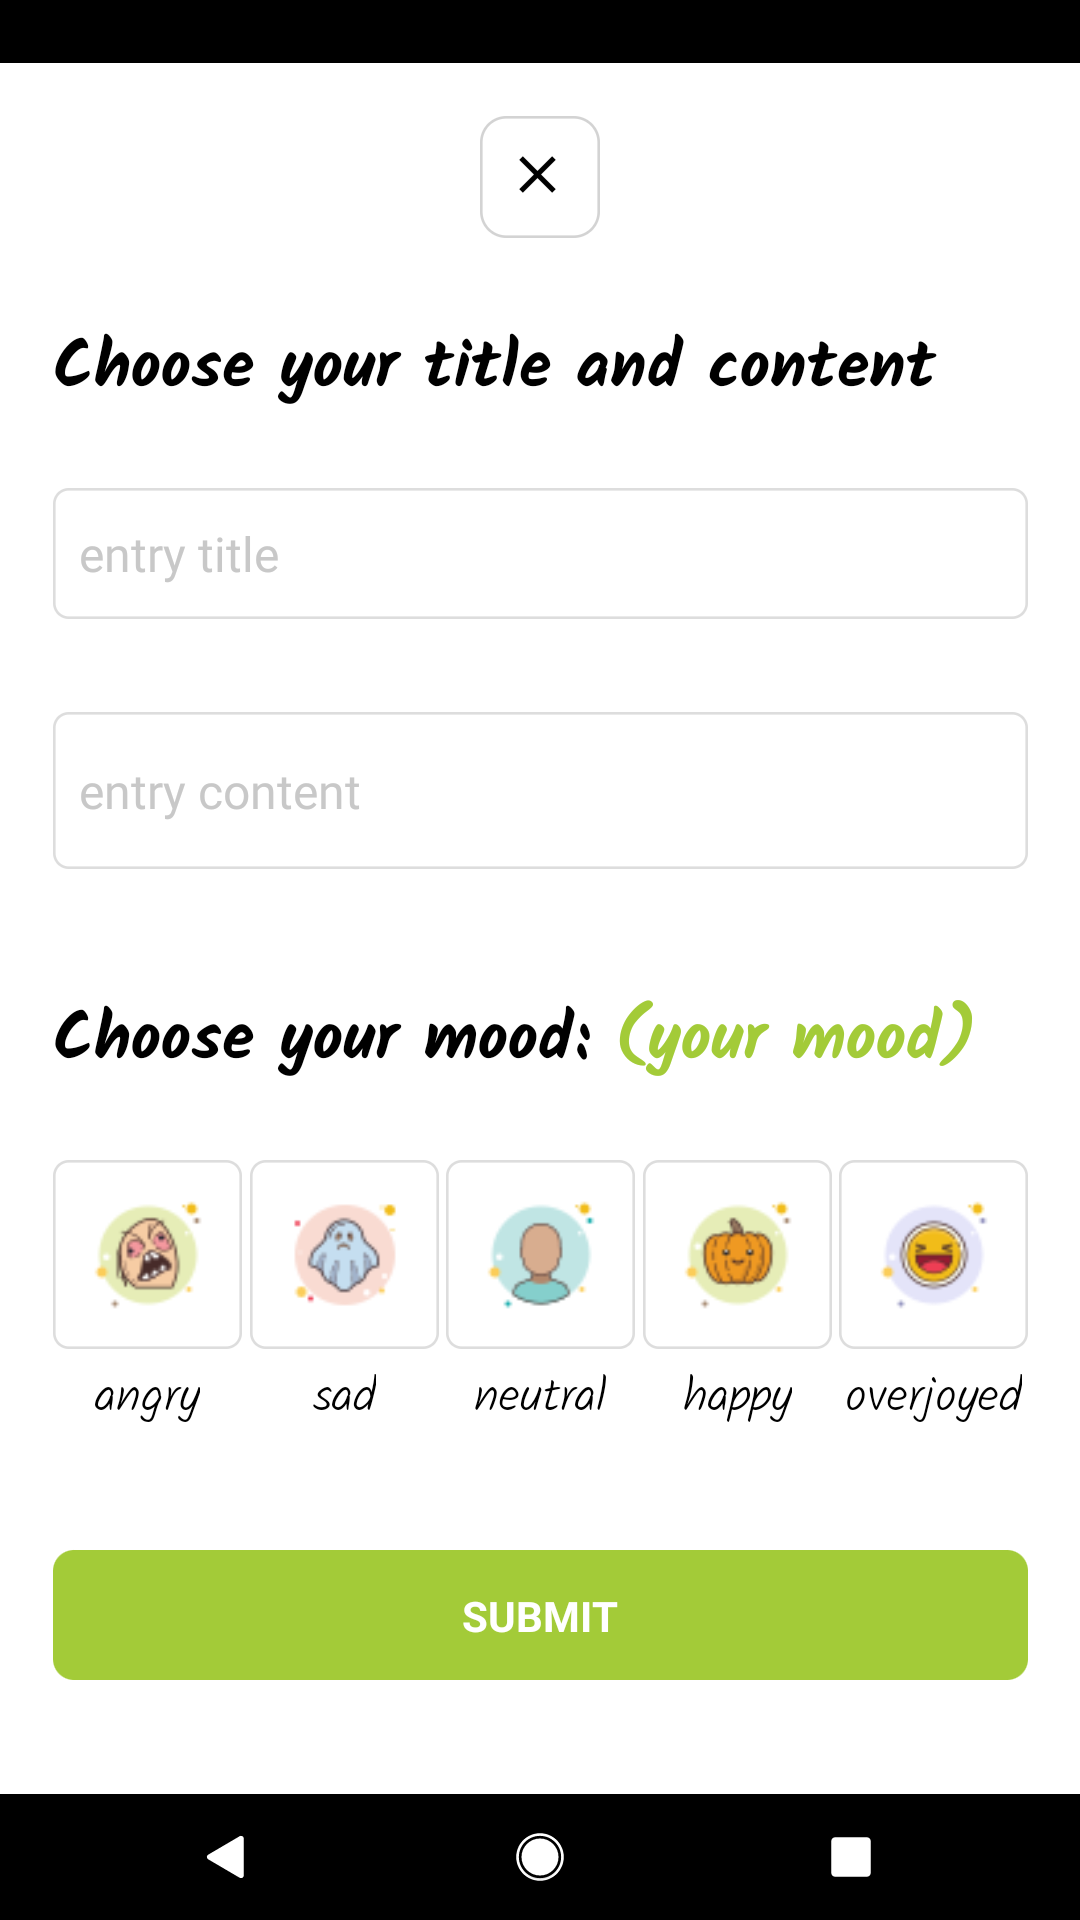 Choose your title and content
entry title
entry content
Choose your mood: (your mood)
angry sad neutral happy overjoyed
SUBMIT